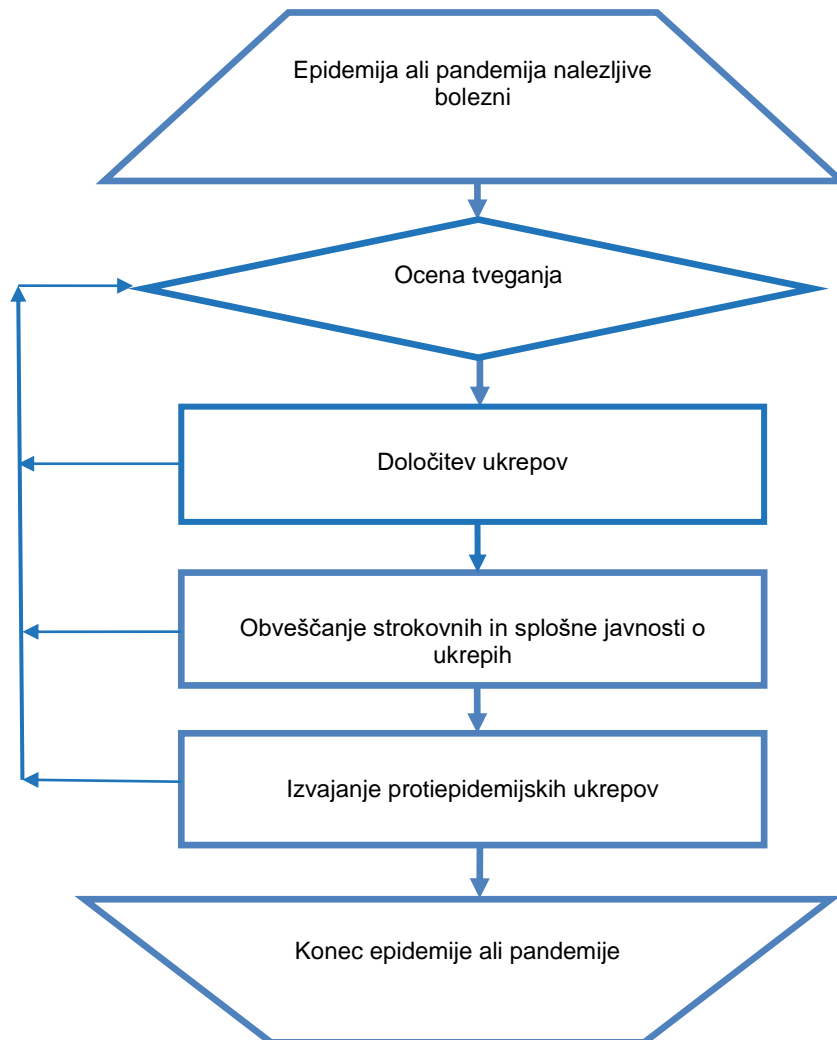 Epidemija ali pandemija nalezljive
bolezni
Ocena tveganja
Določitev ukrepov
Obveščanje strokovnih in splošne javnosti o
ukrepih
Izvajanje protiepidemijskih ukrepov
Konec epidemije ali pandemije